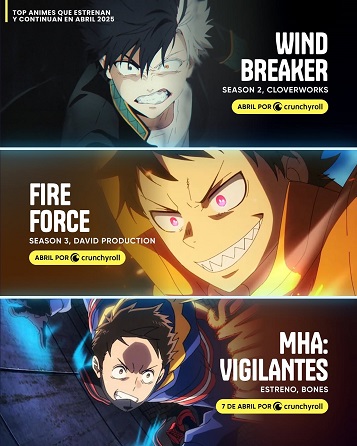 TOP ANIMES QUE ESTRENAN
Y CONTINUAN EN ABRIL 2025
WIND
BREAKER
SEASON 2, CLOVERWORKS
ABRIL POR crunchyroll
FIRE
FORCE
SEASON 3, DAVID PRODUCTION
ABRIL POR crunchyroll
MHA:
VIGILANTES
ESTRENO, BONES
7 DE ABRIL POR crunchyroll